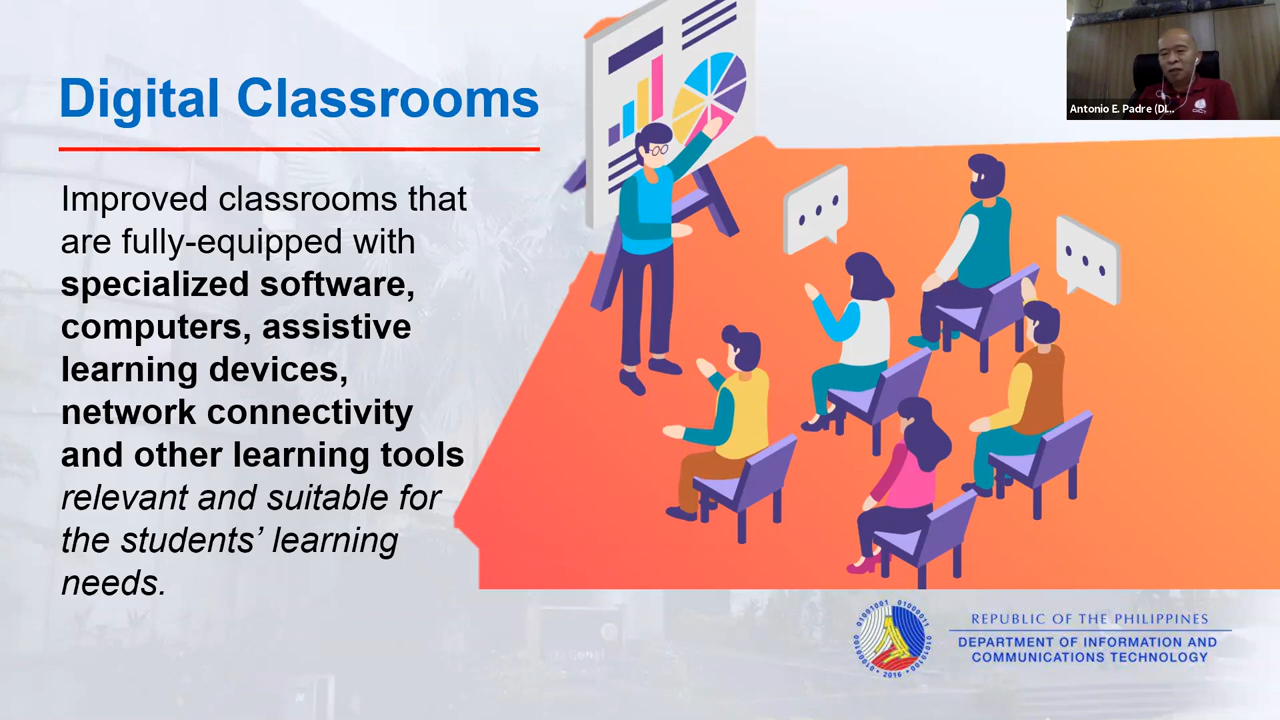 Digital Classrooms
Improved classrooms that
are fully-equipped with
specialized software,
computers, assistive
learning devices,
network connectivity
and other learning tools
relevant and suitable for
the students’ learning
needs.
Antonio E. Padre (DI...
REPUBLIC OF THE PHILIPPINES
DEPARTMENT OF INFORMATION AND
COMMUNICATIONS TECHNOLOGY
2016